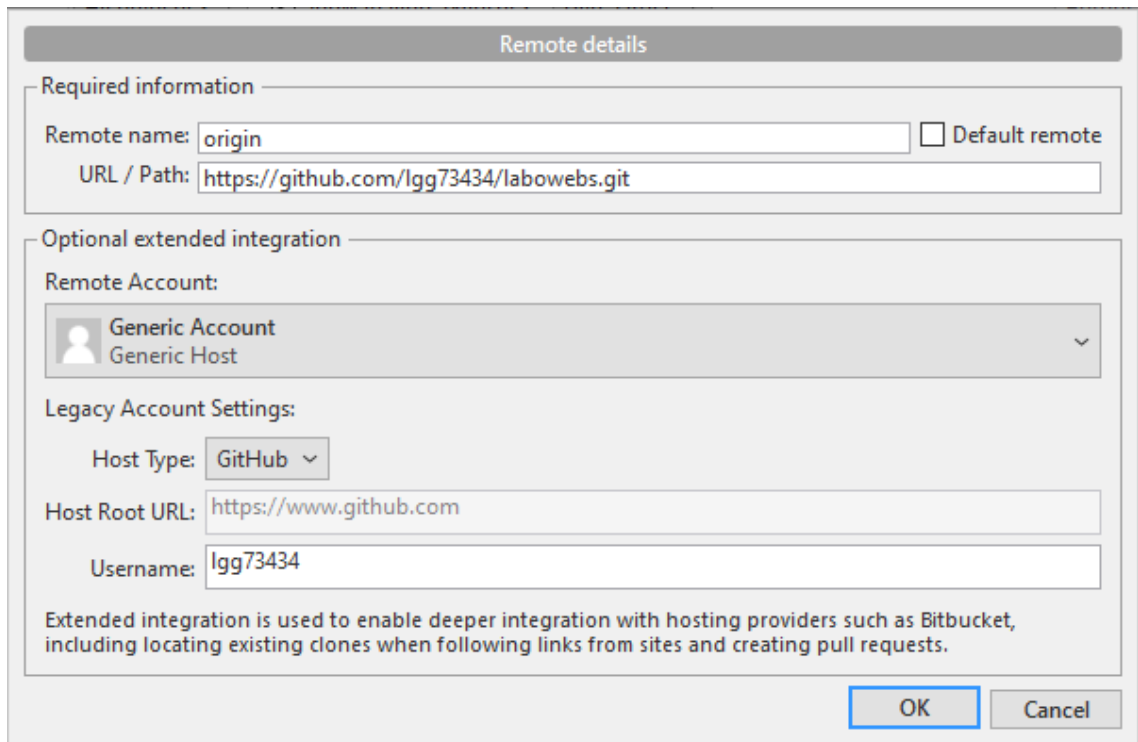 Remote details
Required information
Remote name: origin Default remote
URL / Path: https://github.com/lgg73434/labowebs.git
Optional extended integration
Remote Account:
Generic Account
Generic Host
Legacy Account Settings:
Host Type: GitHub
Host Root URL: https://www.github.com
Username: lgg73434
Extended integration is used to enable deeper integration with hosting providers such as Bitbucket,
including locating existing clones when following links from sites and creating pull requests.
OK Cancel